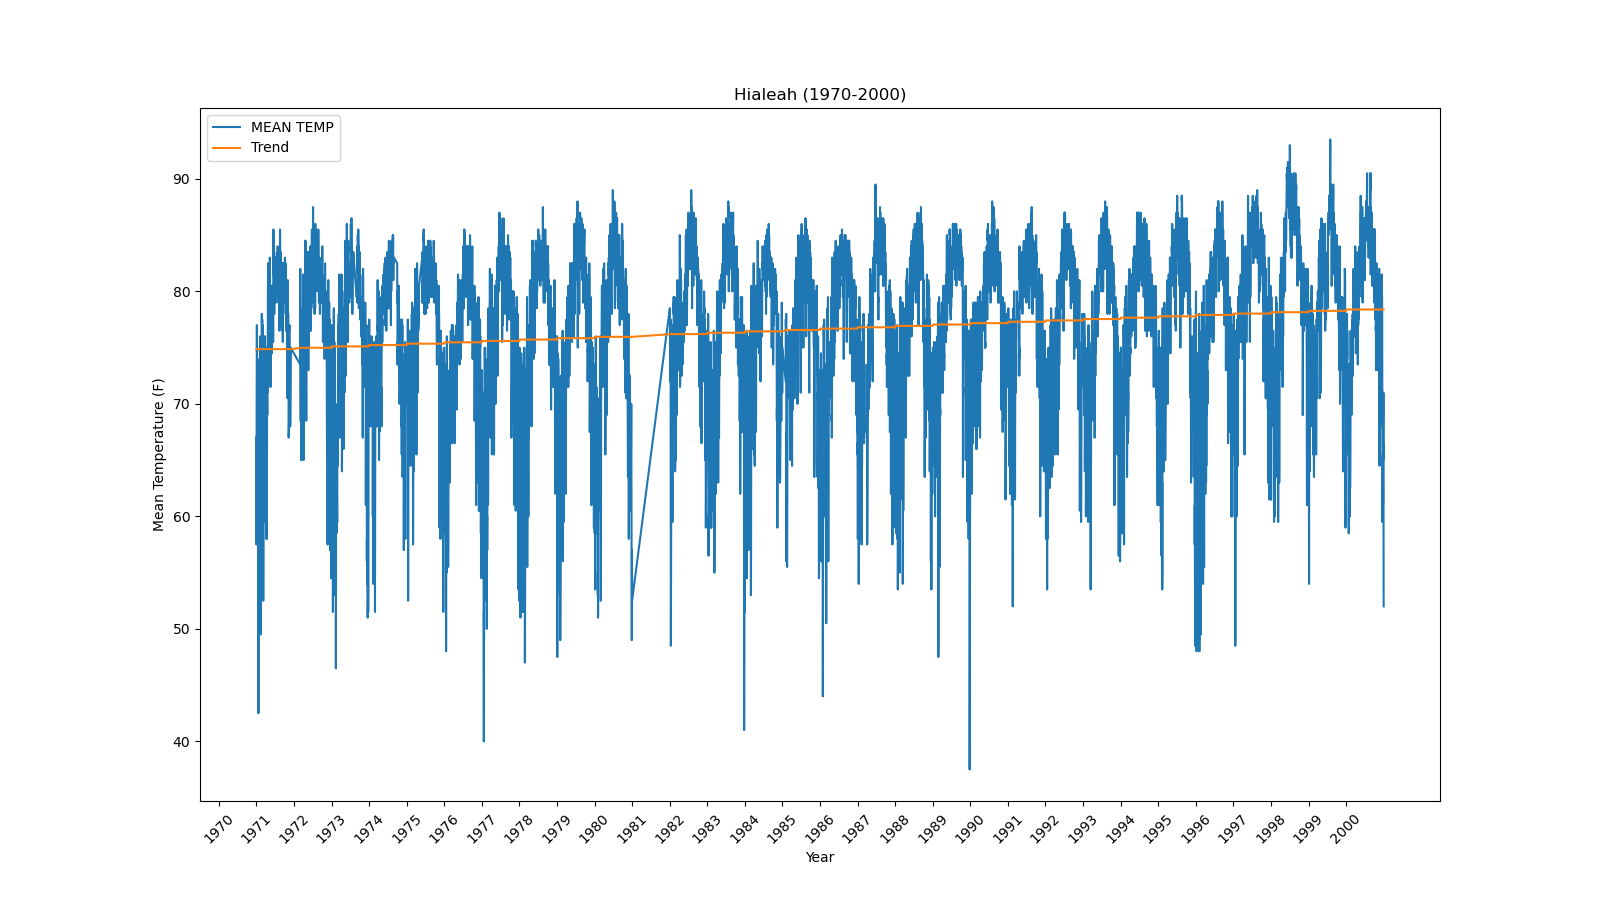 Hialeah (1970-2000)
MEAN TEMP
Trend
90
80
70
60
50
40
Mean Temperature (F)
1970 1971 1972 1973 1974 1975 1976 1977 1978 1979 1980 1981 1982 1983 1984 1985 1986 1987 1988 1989 1990 1991 1992 1993 1994 1995 1996 1997 1998 1999 2000
Year